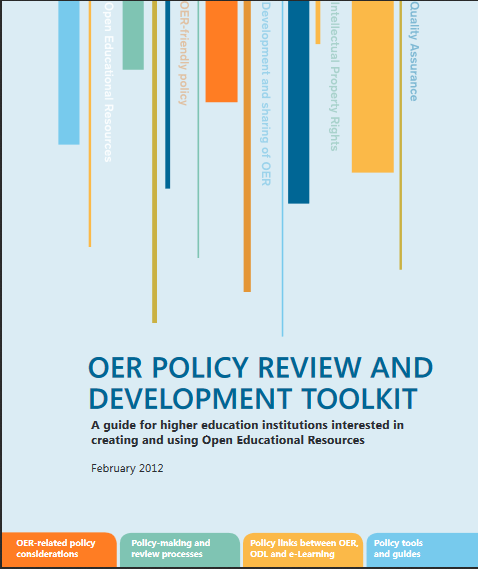 Open Educational Resources
OER-friendly policy
Development and sharing of OER
Intellectual Property Rights
Quality Assurance
OER POLICY REVIEW AND
DEVELOPMENT TOOLKIT
A guide for higher education institutions interested in
creating and using Open Educational Resources
February 2012
OER-related policy
considerations
Policy-making and
review processes
Policy links between OER,
ODL and e-Learning
Policy tools
and guides